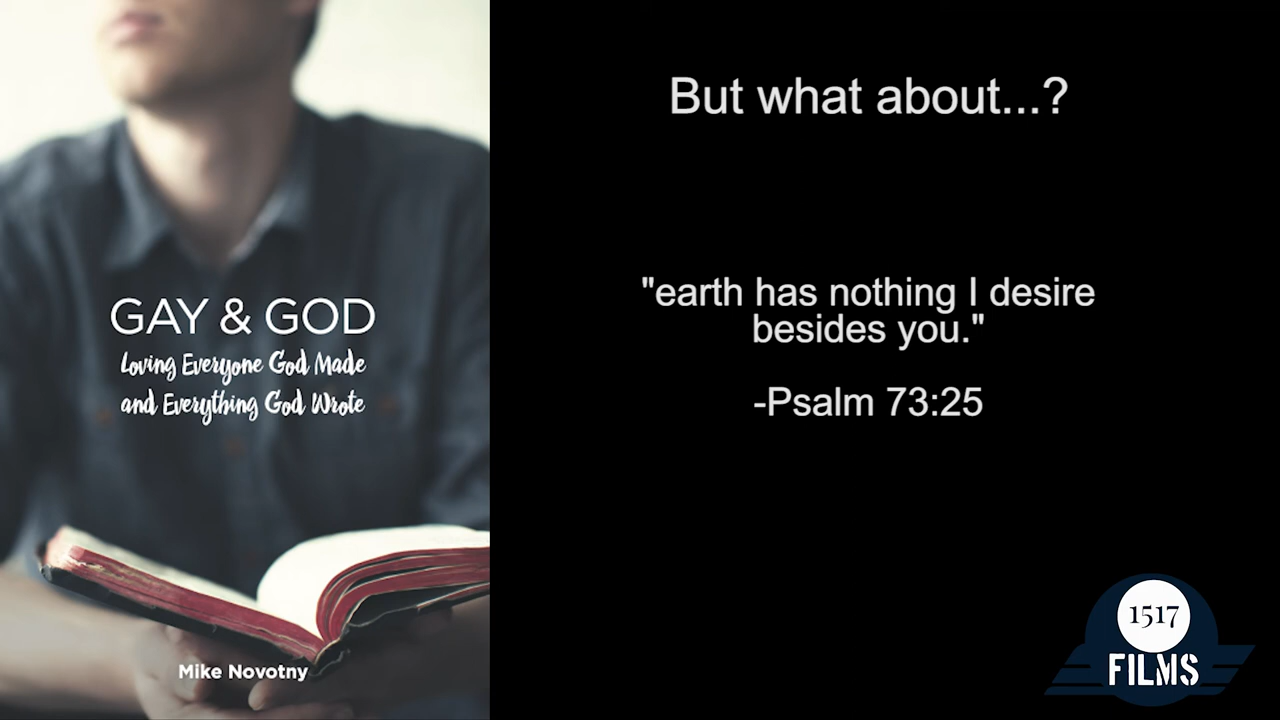 GAY & GOD
Loving Everyone God Made
and Everything God Wrote
Mike Novotny
But what about...?
"earth has nothing I desire
besides you."
-Psalm 73:25
1517
FILMS